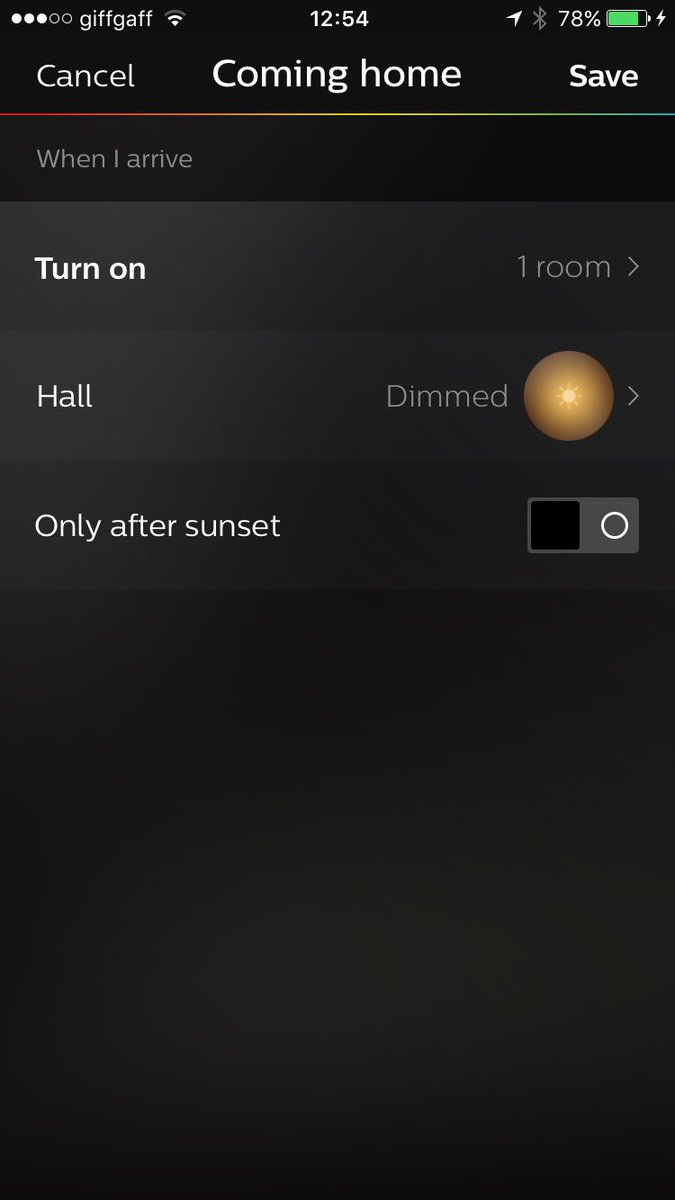 giffgaff 12:54 78%
Cancel Coming home Save
When I arrive
Turn on 1 room
Hall Dimmed
Only after sunset